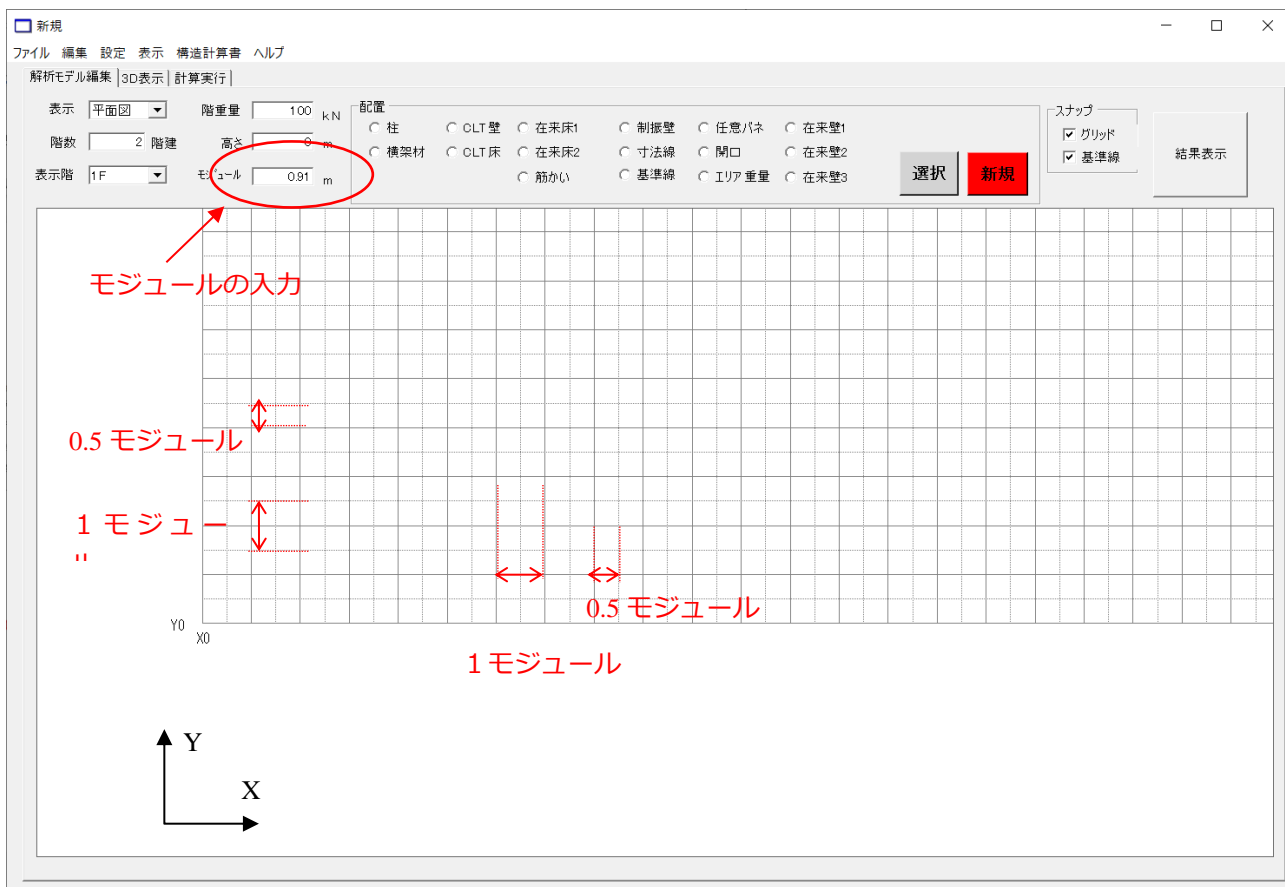 新規
ファイル 編集 設定 表示 構造計算書 ヘルプ
解析モデル編集 3D表示 計算実行
表示 平面図 階重量 100 kN
階数 2 階建 高さ 0 m
表示階 1F モジュール 0.91 m
配置
柱 CLT壁 在来床1 制振壁 任意バネ 在来壁1
横架材 CLT床 在来床2 寸法線 開口 在来壁2
筋かい 基準線 エリア重量 在来壁3
選択 新規
スナップ
グリッド
基準線
結果表示
モジュールの入力
0.5 モジュール
1 モジュー
0.5 モジュール
Y0
X0
1 モジュール
Y
X